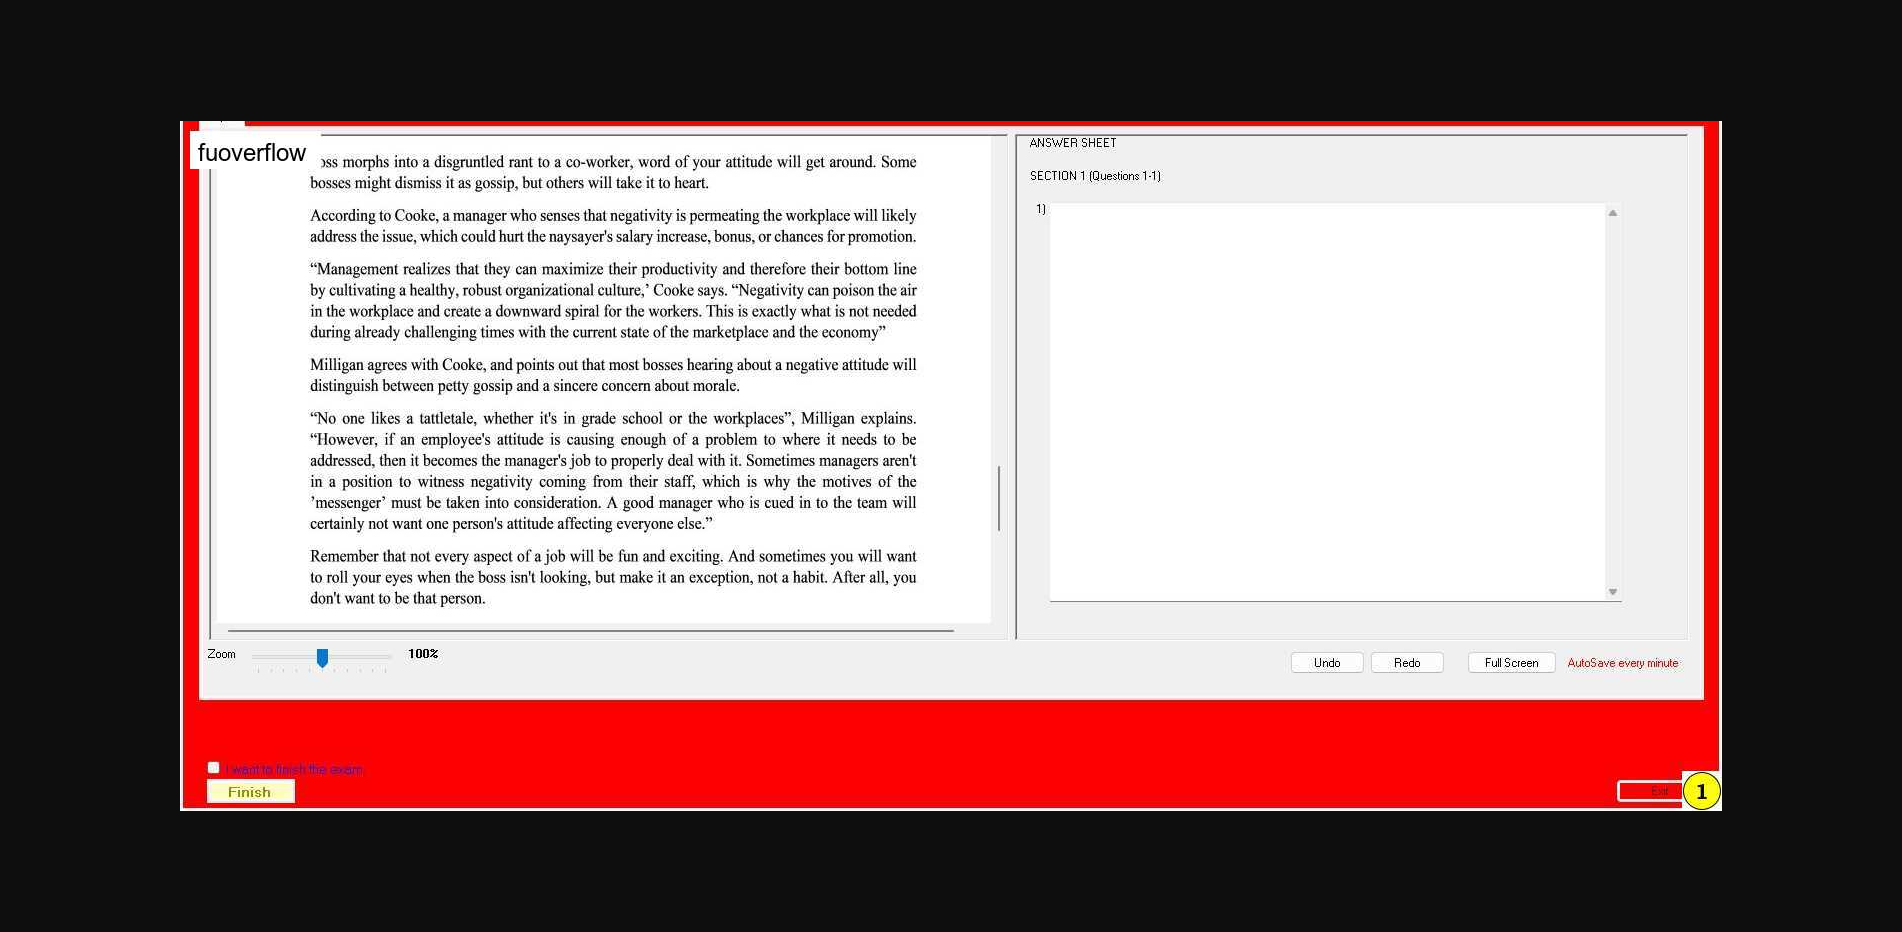 fuoverflow
oss morphs into a disgruntled rant to a co-worker, word of your attitude will get around. Some
bosses might dismiss it as gossip, but others will take it to heart.
According to Cooke, a manager who senses that negativity is permeating the workplace will likely
address the issue, which could hurt the naysayer's salary increase, bonus, or chances for promotion.
“Management realizes that they can maximize their productivity and therefore their bottom line
by cultivating a healthy, robust organizational culture,’ Cooke says. “Negativity can poison the air
in the workplace and create a downward spiral for the workers. This is exactly what is not needed
during already challenging times with the current state of the marketplace and the economy”
Milligan agrees with Cooke, and points out that most bosses hearing about a negative attitude will
distinguish between petty gossip and a sincere concern about morale.
“No one likes a tattletale, whether it's in grade school or the workplaces”, Milligan explains.
“However, if an employee's attitude is causing enough of a problem to where it needs to be
addressed, then it becomes the manager's job to properly deal with it. Sometimes managers aren't
in a position to witness negativity coming from their staff, which is why the motives of the
’messenger’ must be taken into consideration. A good manager who is cued in to the team will
certainly not want one person's attitude affecting everyone else.”
Remember that not every aspect of a job will be fun and exciting. And sometimes you will want
to roll your eyes when the boss isn't looking, but make it an exception, not a habit. After all, you
don't want to be that person.
Zoom
100%
ANSWER SHEET
SECTION 1 (Questions 1-1)
1)
Undo
Redo
Full Screen
AutoSave every minute
I want to finish the exam.
Finish
Exit
1